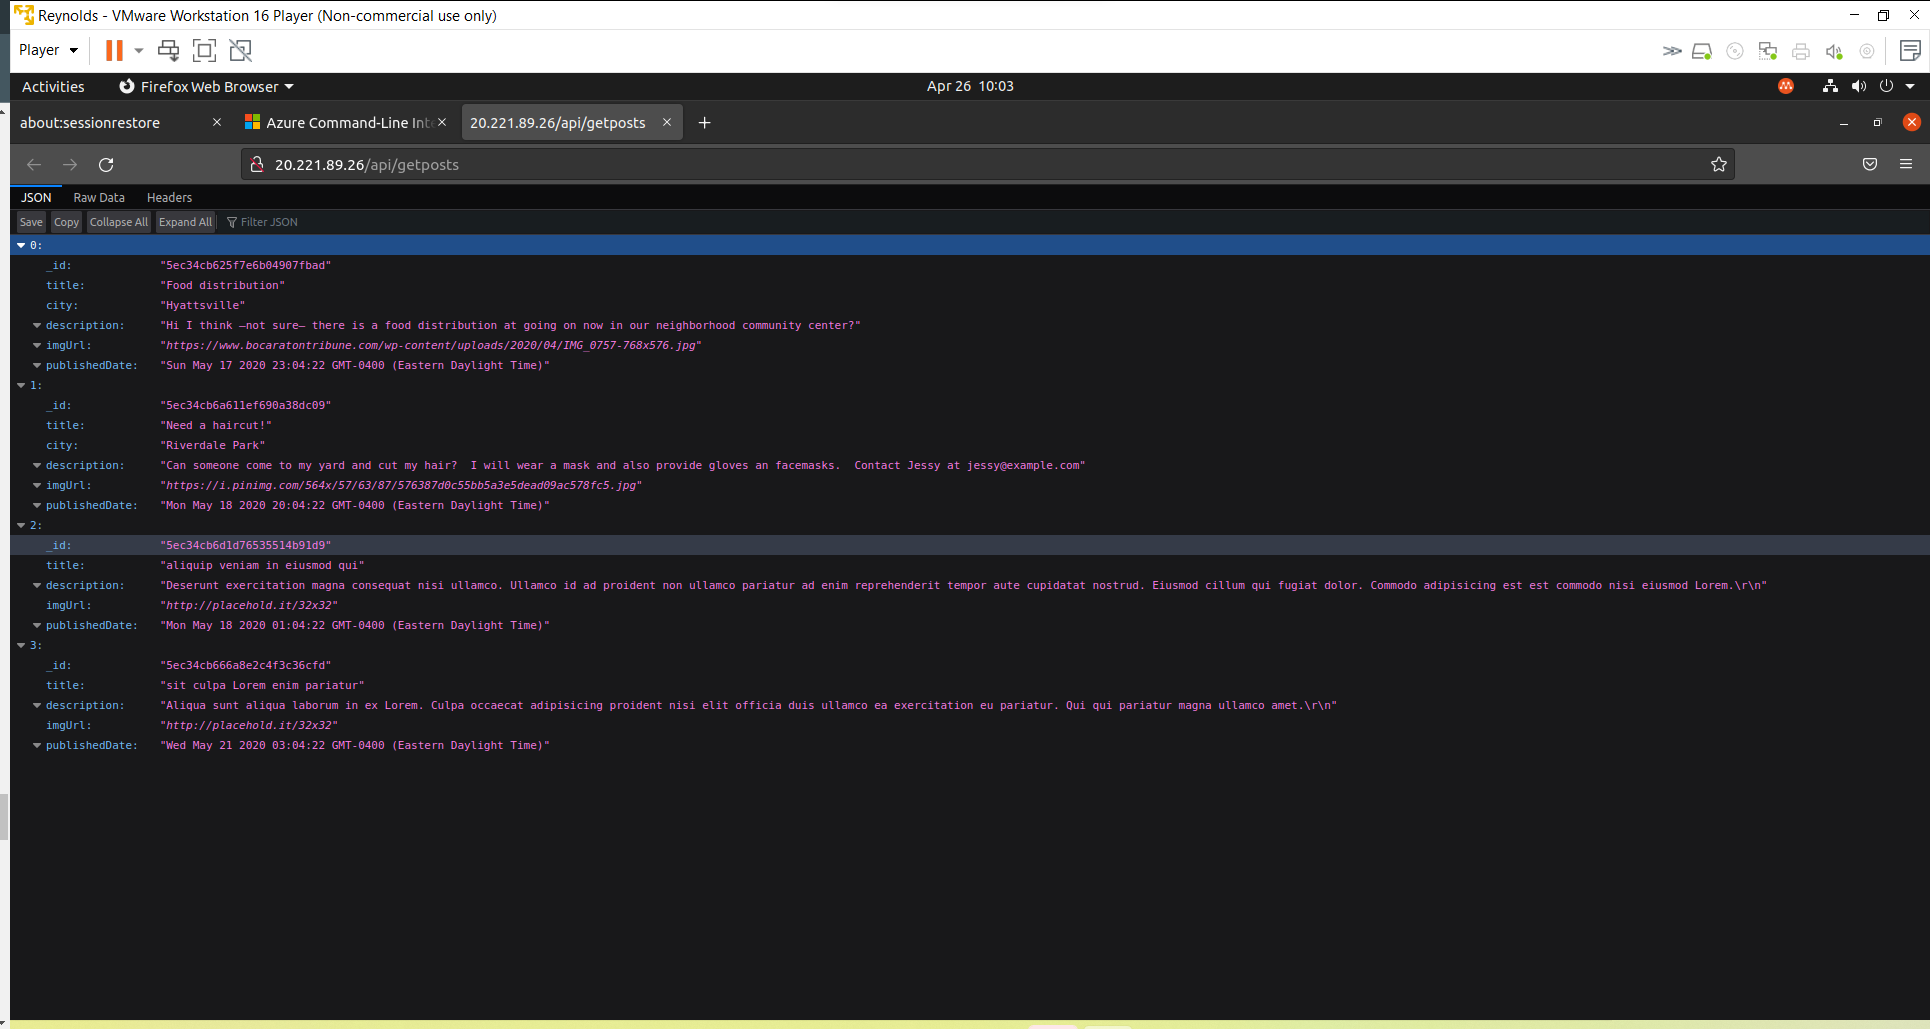 Reynolds - VMware Workstation 16 Player (Non-commercial use only)
Player
Activities Firefox Web Browser Apr 26 10:03
about:sessionrestore Azure Command-Line Inte 20.221.89.26/api/getposts
20.221.89.26/api/getposts
JSON Raw Data Headers
Save Copy Collapse All Expand All Filter JSON
0:
_id: "5ec34cb625f7e6b04907fbad"
title: "Food distribution"
city: "Hyattsville"
description: "Hi I think –not sure– there is a food distribution at going on now in our neighborhood community center?"
imgUrl: "https://www.bocaratontribune.com/wp-content/uploads/2020/04/IMG_0757-768x576.jpg"
publishedDate: "Sun May 17 2020 23:04:22 GMT-0400 (Eastern Daylight Time)"
1:
_id: "5ec34cb6a611ef690a38dc09"
title: "Need a haircut!"
city: "Riverdale Park"
description: "Can someone come to my yard and cut my hair?  I will wear a mask and also provide gloves an facemasks.  Contact Jessy at jessy@example.com"
imgUrl: "https://i.pinimg.com/564x/57/63/87/576387d0c55bb5a3e5dead09ac578fc5.jpg"
publishedDate: "Mon May 18 2020 20:04:22 GMT-0400 (Eastern Daylight Time)"
2:
_id: "5ec34cb6d1d76535514b91d9"
title: "aliquip veniam in eiusmod qui"
description: "Deserunt exercitation magna consequat nisi ullamco. Ullamco id ad proident non ullamco pariatur ad enim reprehenderit tempor aute cupidatat nostrud. Eiusmod cillum qui fugiat dolor. Commodo adipisicing est est commodo nisi eiusmod Lorem.\r\n"
imgUrl: "http://placehold.it/32x32"
publishedDate: "Mon May 18 2020 01:04:22 GMT-0400 (Eastern Daylight Time)"
3:
_id: "5ec34cb666a8e2c4f3c36cfd"
title: "sit culpa Lorem enim pariatur"
description: "Aliqua sunt aliqua laborum in ex Lorem. Culpa occaecat adipisicing proident nisi elit officia duis ullamco ea exercitation eu pariatur. Qui qui pariatur magna ullamco amet.\r\n"
imgUrl: "http://placehold.it/32x32"
publishedDate: "Wed May 21 2020 03:04:22 GMT-0400 (Eastern Daylight Time)"